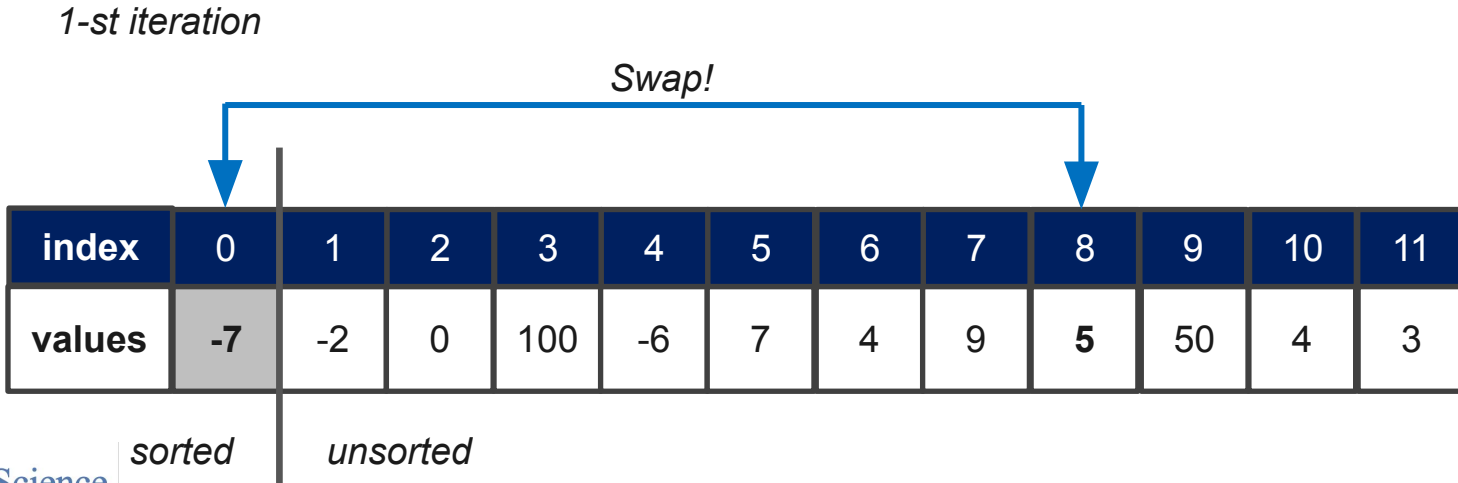 1-st iteration
Swap!
index 0 1 2 3 4 5 6 7 8 9 10 11
values -7 -2 0 100 -6 7 4 9 5 50 4 3
sorted unsorted
Science